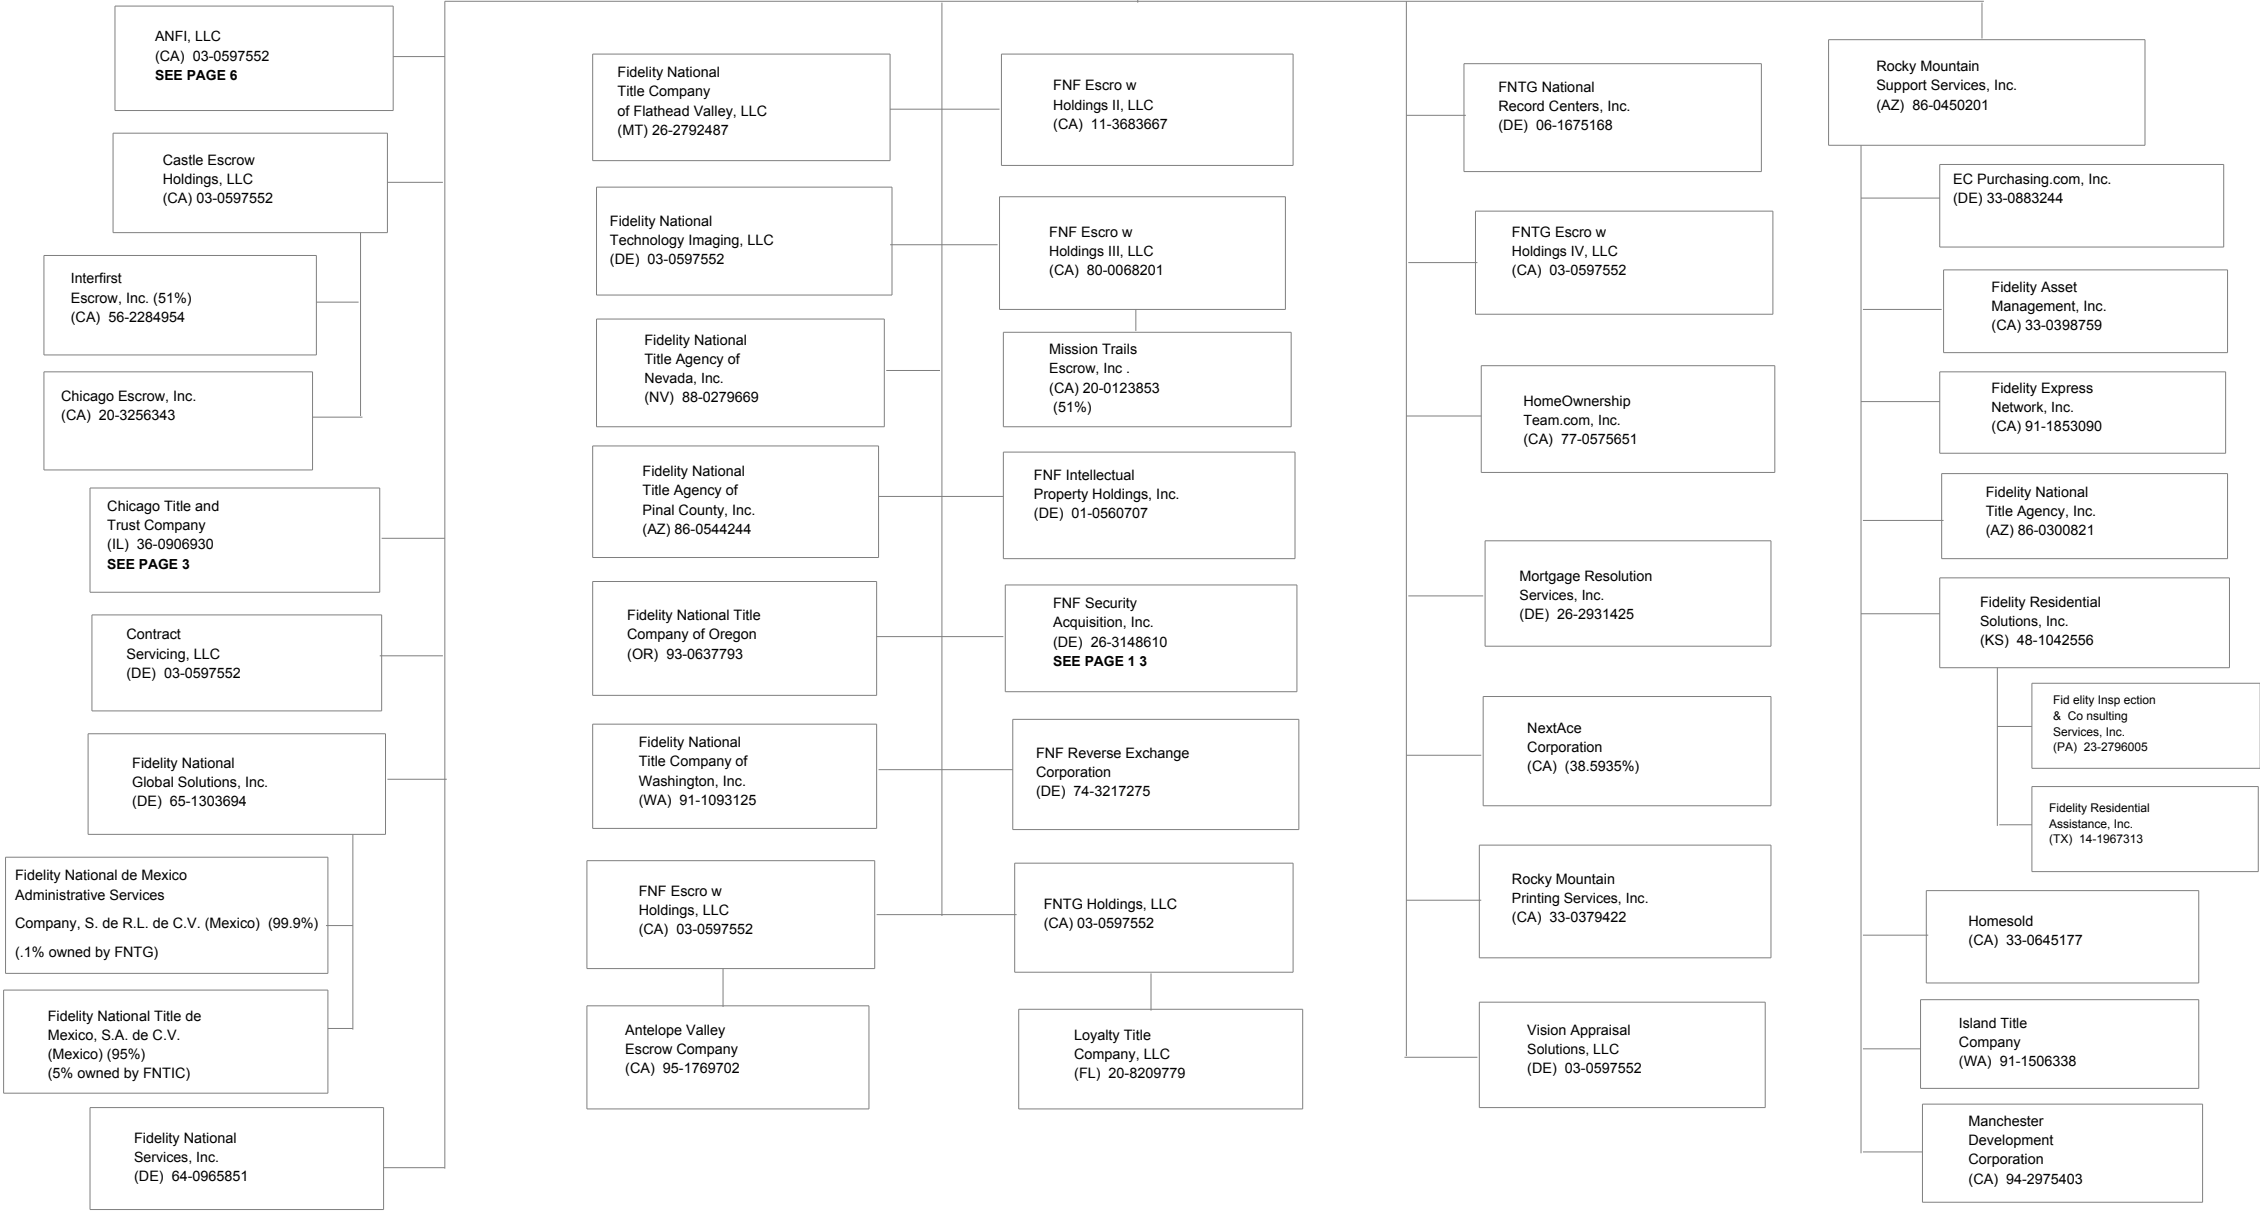 ANFI, LLC
(CA) 03-0597552
SEE PAGE 6
Castle Escrow
Holdings, LLC
(CA) 03-0597552
Interfirst
Escrow, Inc. (51%)
(CA) 56-2284954
Chicago Escrow, Inc.
(CA) 20-3256343
Chicago Title and
Trust Company
(IL) 36-0906930
SEE PAGE 3
Contract
Servicing, LLC
(DE) 03-0597552
Fidelity National
Global Solutions, Inc.
(DE) 65-1303694
Fidelity National de Mexico
Administrative Services
Company, S. de R.L. de C.V. (Mexico) (99.9%)
(.1% owned by FNTG)
Fidelity National Title de
Mexico, S.A. de C.V.
(Mexico) (95%)
(5% owned by FNTIC)
Fidelity National
Services, Inc.
(DE) 64-0965851
Fidelity National
Title Company
of Flathead Valley, LLC
(MT) 26-2792487
Fidelity National
Technology Imaging, LLC
(DE) 03-0597552
Fidelity National
Title Agency of
Nevada, Inc.
(NV) 88-0279669
Fidelity National
Title Agency of
Pinal County, Inc.
(AZ) 86-0544244
Fidelity National Title
Company of Oregon
(OR) 93-0637793
Fidelity National
Title Company of
Washington, Inc.
(WA) 91-1093125
FNF Escro w
Holdings, LLC
(CA) 03-0597552
Antelope Valley
Escrow Company
(CA) 95-1769702
FNF Escro w
Holdings II, LLC
(CA) 11-3683667
FNF Escro w
Holdings III, LLC
(CA) 80-0068201
Mission Trails
Escrow, Inc .
(CA) 20-0123853
(51%)
FNF Intellectual
Property Holdings, Inc.
(DE) 01-0560707
FNF Security
Acquisition, Inc.
(DE) 26-3148610
SEE PAGE 1 3
FNF Reverse Exchange
Corporation
(DE) 74-3217275
FNTG Holdings, LLC
(CA) 03-0597552
Loyalty Title
Company, LLC
(FL) 20-8209779
FNTG National
Record Centers, Inc.
(DE) 06-1675168
FNTG Escro w
Holdings IV, LLC
(CA) 03-0597552
HomeOwnership
Team.com, Inc.
(CA) 77-0575651
Mortgage Resolution
Services, Inc.
(DE) 26-2931425
NextAce
Corporation
(CA) (38.5935%)
Rocky Mountain
Printing Services, Inc.
(CA) 33-0379422
Vision Appraisal
Solutions, LLC
(DE) 03-0597552
Rocky Mountain
Support Services, Inc.
(AZ) 86-0450201
EC Purchasing.com, Inc.
(DE) 33-0883244
Fidelity Asset
Management, Inc.
(CA) 33-0398759
Fidelity Express
Network, Inc.
(CA) 91-1853090
Fidelity National
Title Agency, Inc.
(AZ) 86-0300821
Fidelity Residential
Solutions, Inc.
(KS) 48-1042556
Fid elity Insp ection
& Co nsulting
Services, Inc.
(PA) 23-2796005
Fidelity Residential
Assistance, Inc.
(TX) 14-1967313
Homesold
(CA) 33-0645177
Island Title
Company
(WA) 91-1506338
Manchester
Development
Corporation
(CA) 94-2975403